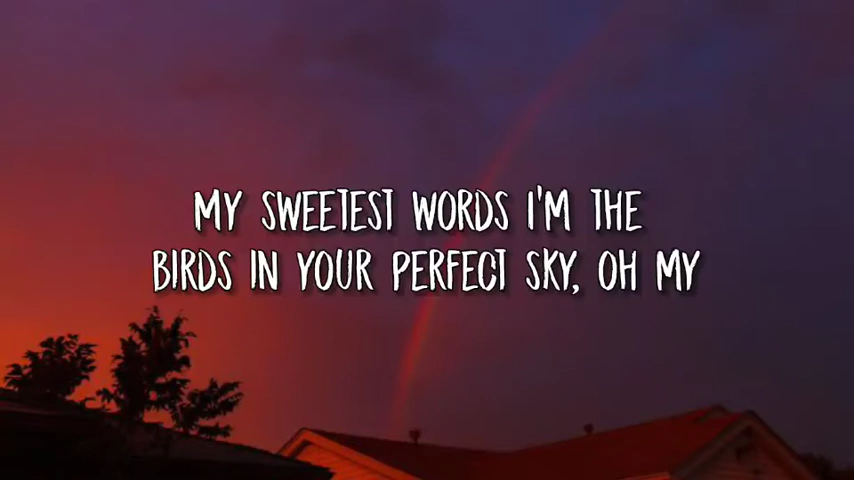 MY SWEETEST WORDS I'M THE
BIRDS IN YOUR PERFECT SKY, OH MY